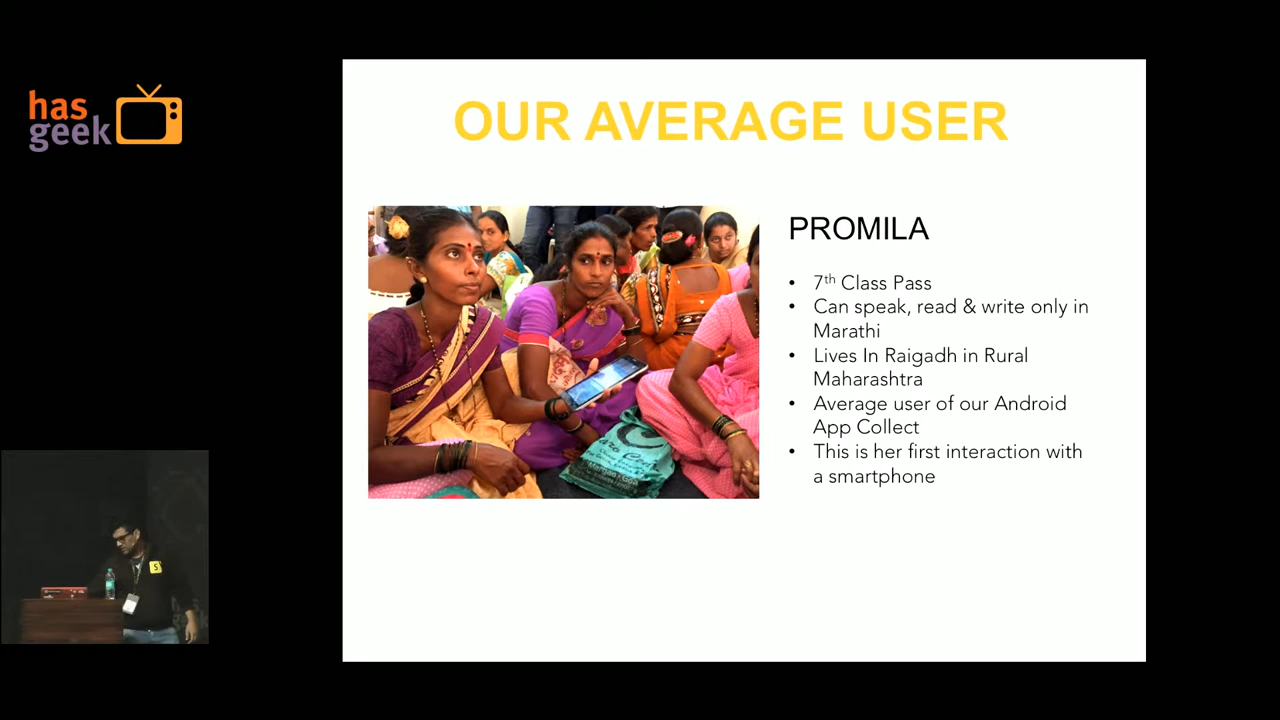 has
geek
OUR AVERAGE USER
PROMILA
• 7th Class Pass
• Can speak, read & write only in
Marathi
• Lives In Raigadh in Rural
Maharashtra
• Average user of our Android
App Collect
• This is her first interaction with
a smartphone